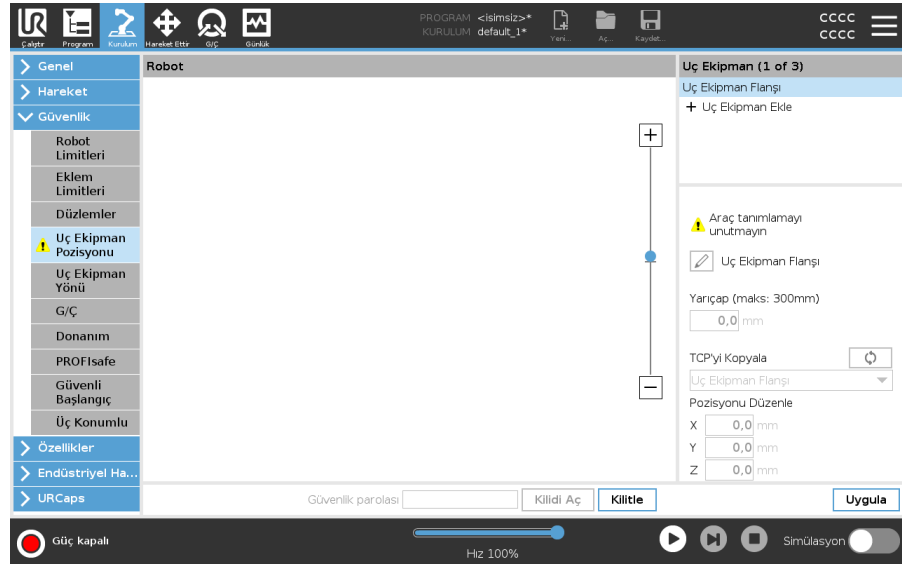 PROGRAM <isimsiz>*
KURULUM default_1*
Çalıştır
Program
Kurulum
Hareket Ettir
G/Ç
Günlük
Yeni...
Aç...
Kaydet...
cccc
cccc
Genel
Hareket
Güvenlik
Robot
Limitleri
Eklem
Limitleri
Düzlemler
Uç Ekipman
Pozisyonu
Uç Ekipman
Yönü
G/Ç
Donanım
PROFIsafe
Güvenli
Başlangıç
Üç Konumlu
Özellikler
Endüstriyel Ha...
URCaps
Robot
Güvenlik parolası
Kilidi Aç
Kilitle
Uç Ekipman (1 of 3)
Uç Ekipman Flanşı
+ Uç Ekipman Ekle
Araç tanımlamayı
unutmayın
Uç Ekipman Flanşı
Yarıçap (maks: 300mm)
0,0 mm
TCP'yi Kopyala
Uç Ekipman Flanşı
Pozisyonu Düzenle
X 0,0 mm
Y 0,0 mm
Z 0,0 mm
Uygula
Güç kapalı
Hız 100%
Simülasyon